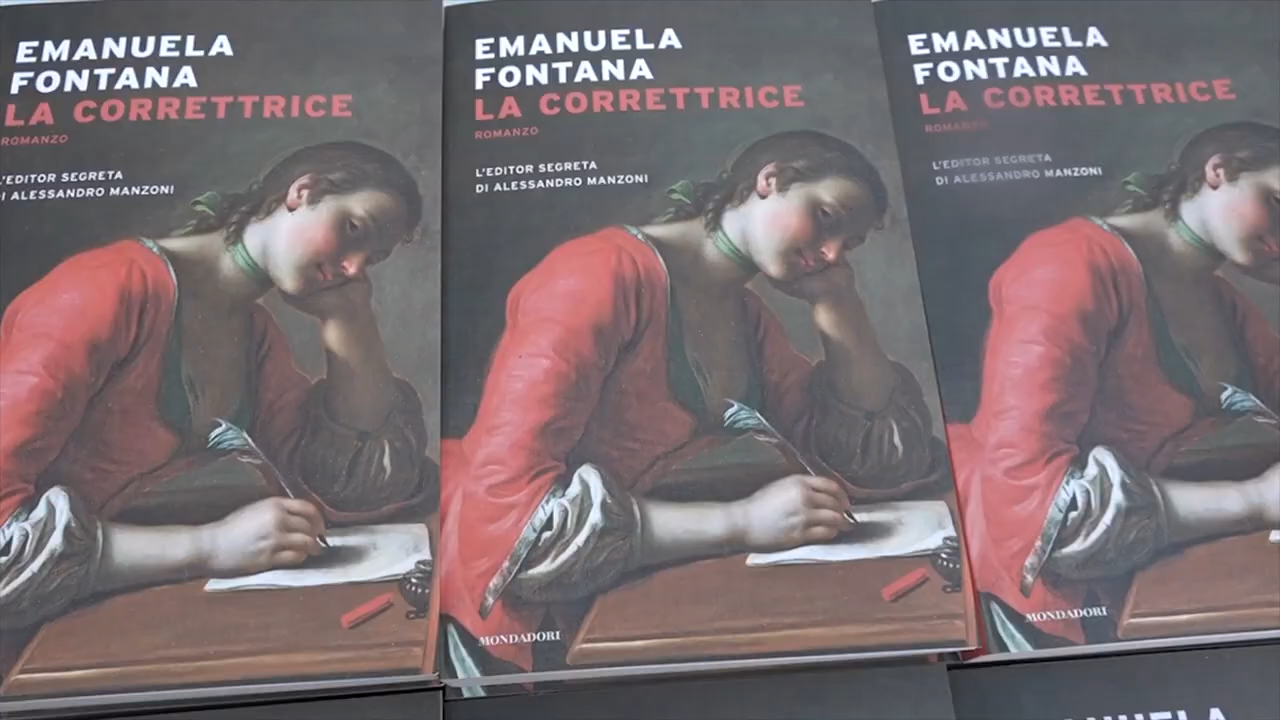 EMANUELA
FONTANA
LA CORRETTRICE
ROMANZO
L'EDITOR SEGRETA
DI ALESSANDRO MANZONI
EMANUELA
FONTANA
LA CORRETTRICE
ROMANZO
L'EDITOR SEGRETA
DI ALESSANDRO MANZONI
MONDADORI
EMANUELA
FONTANA
LA CORRETTRICE
ROMANZO
L'EDITOR SEGRETA
DI ALESSANDRO MANZONI
MONDADORI